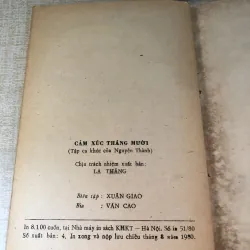 CẢM XÚC THÁNG MƯỜI
(Tập ca khúc của Nguyễn Thành)
Chịu trách nhiệm xuất bản:
LA THĂNG
Biên tập : XUÂN GIAO
Bìa : VĂN CAO
In 8.100 cuốn, tại Nhà máy in sách KHKT — Hà Nội. Số in 51/80
Số xuất bản: 4. In xong và nộp lưu chiểu tháng 8 năm 1980.